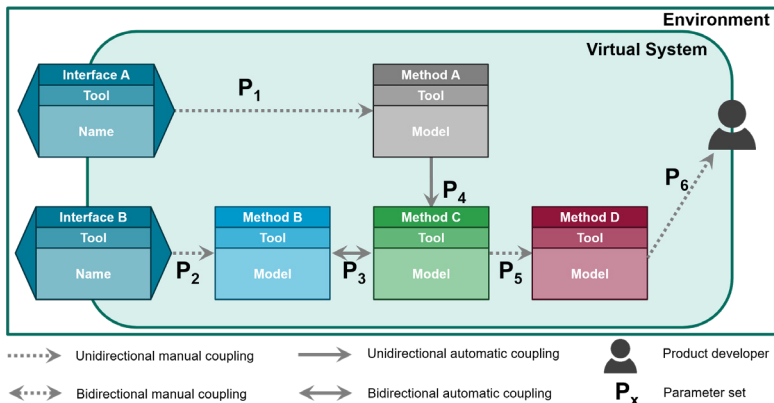 Environment
Virtual System
Interface A
Tool
Name
P1
Method A
Tool
Model
P4
P6
Interface B
Tool
Name
P2
Method B
Tool
Model
P3
Method C
Tool
Model
P5
Method D
Tool
Model
Unidirectional manual coupling
Unidirectional automatic coupling
Product developer
Bidirectional manual coupling
Bidirectional automatic coupling
Px
Parameter set